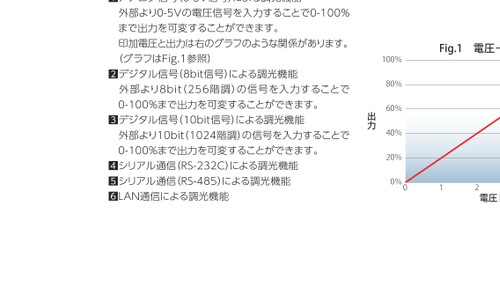 外部より0-5Vの電圧信号を入力することで0-100%
まで出力を可変することができます。
印加電圧と出力は右のグラフのような関係があります。
(グラフはFig.1参照)
2 デジタル信号(8bit信号)による調光機能
外部より8bit(256階調)の信号を入力することで
0-100%まで出力を可変することができます。
3 デジタル信号(10bit信号)による調光機能
外部より10bit(1024階調)の信号を入力することで
0-100%まで出力を可変することができます。
4 シリアル通信(RS-232C)による調光機能
5 シリアル通信(RS-485)による調光機能
6 LAN通信による調光機能
Fig.1 電圧-
100%
80%
60%
40%
20%
0%
出力
0 1 2
電圧